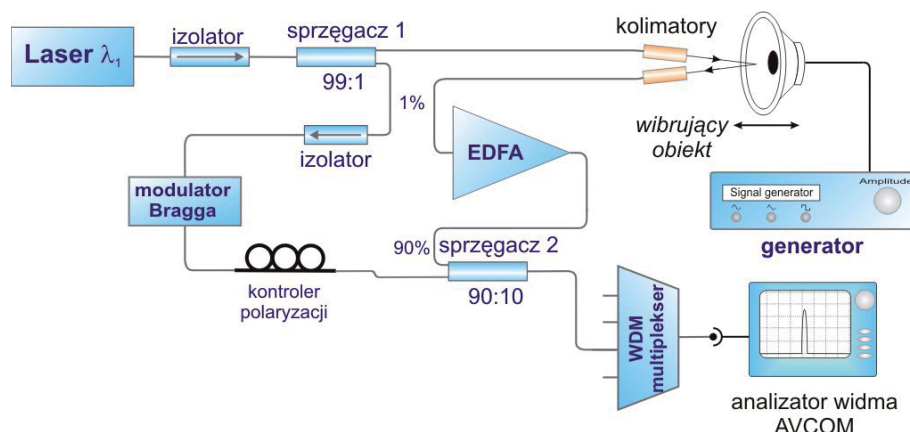 Laser λ₁
izolator
sprzęgacz 1
99:1
1%
izolator
modulator
Bragga
kontroler
polaryzacji
EDFA
90%
sprzęgacz 2
90:10
kolimatory
wibrujący
obiekt
Signal generator
Amplitude
generator
WDM
multiplekser
analizator widma
AVCOM